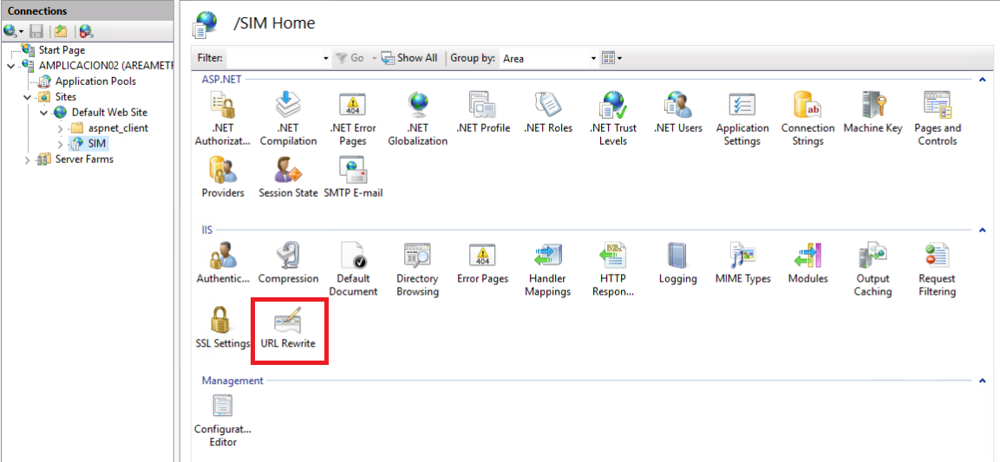 Connections
Start Page
AMPLICACION02 (AREAMETR
Application Pools
Sites
Default Web Site
aspnet_client
SIM
Server Farms
/SIM Home
Filter:
Go
Show All
Group by:
Area
ASP.NET
.NET
Authorizat...
.NET
Compilation
.NET Error
Pages
.NET
Globalization
.NET Profile
.NET Roles
.NET Trust
Levels
.NET Users
Application
Settings
Connection
Strings
Machine Key
Pages and
Controls
Providers
Session State
SMTP E-mail
IIS
Authentic...
Compression
Default
Document
Directory
Browsing
Error Pages
Handler
Mappings
HTTP
Respon...
Logging
MIME Types
Modules
Output
Caching
Request
Filtering
SSL Settings
URL Rewrite
Management
Configurat...
Editor